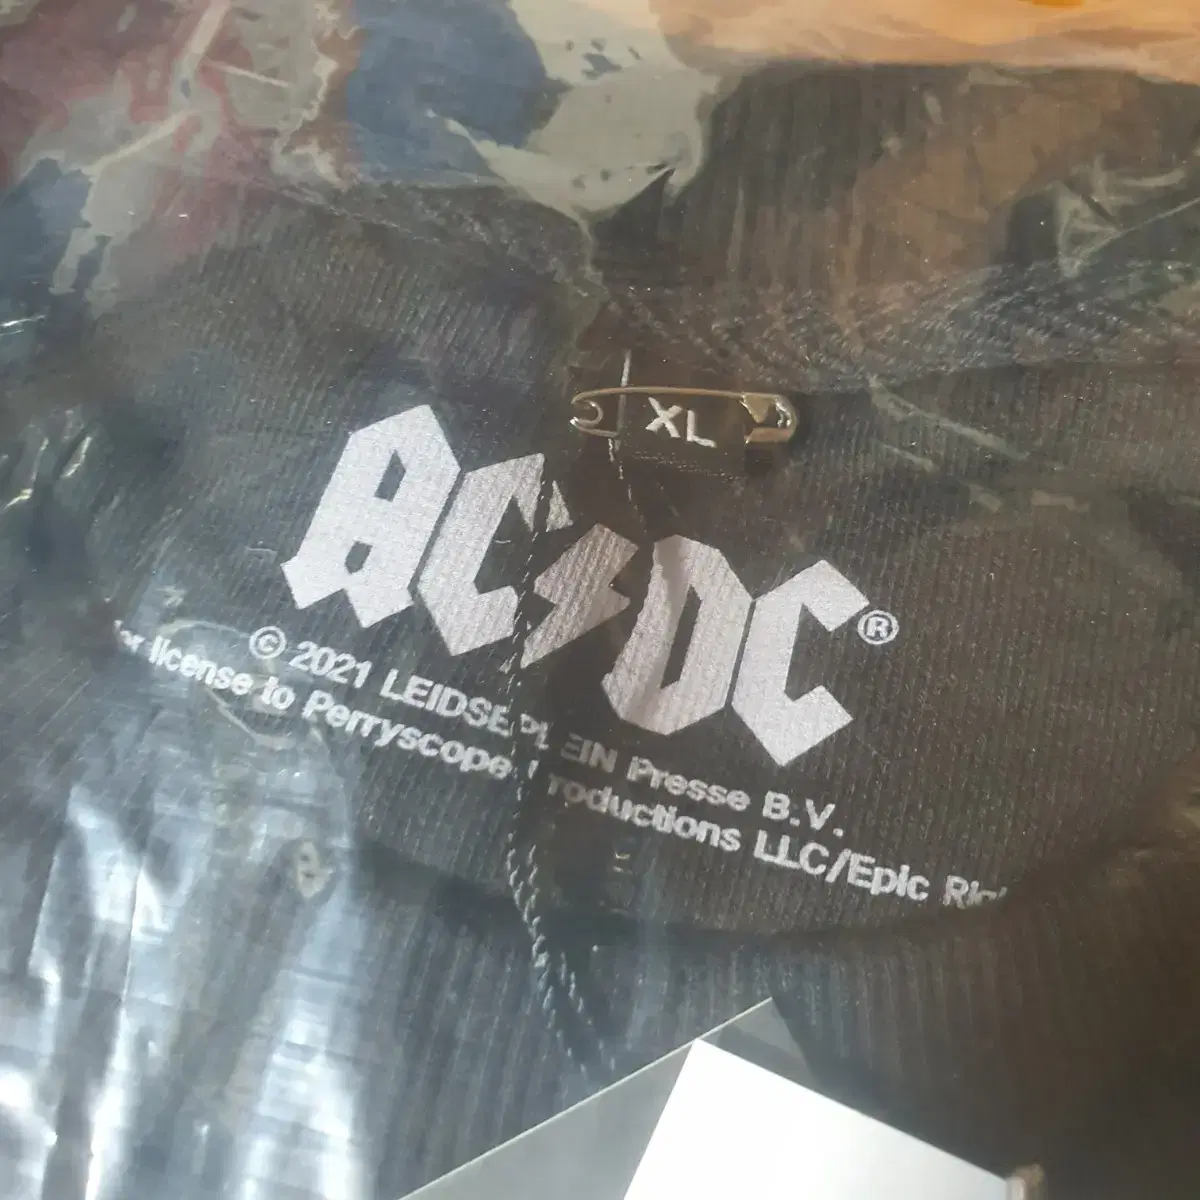 XL
AC⚡DC®
© 2021 LEIDSEPLEIN Presse B.V.
license to Perryscope Productions LLC/Epic